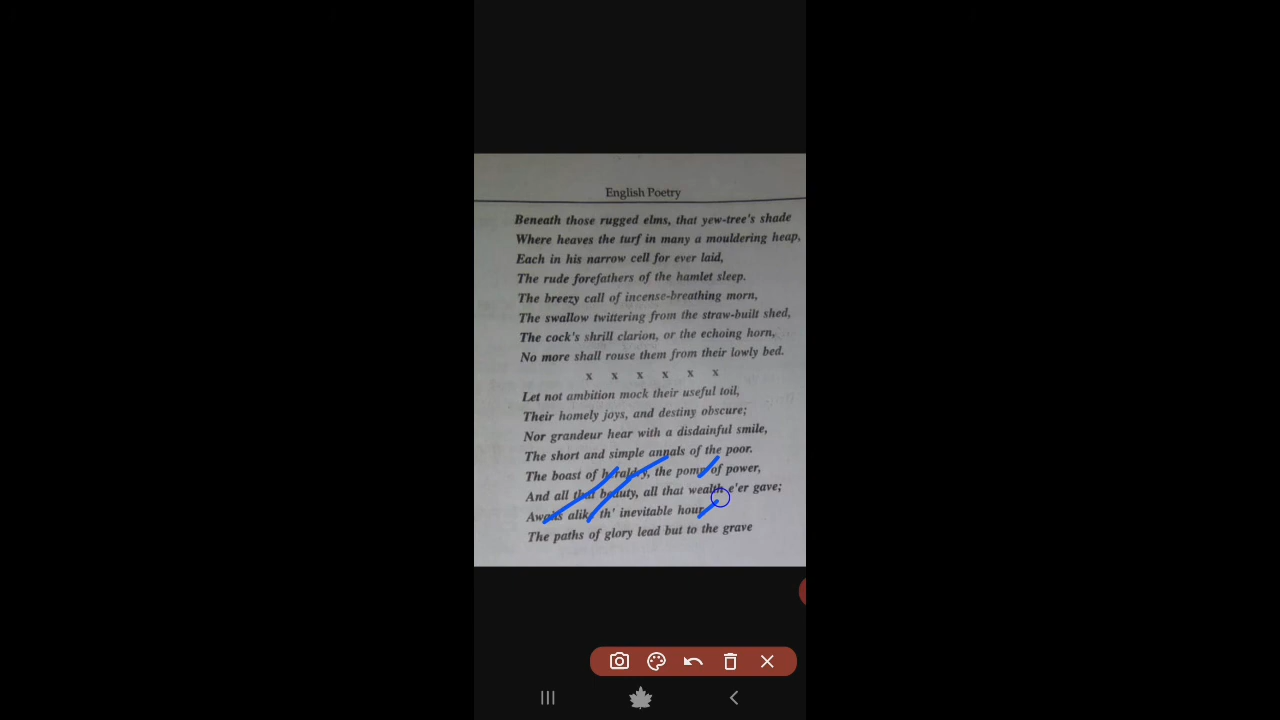 English Poetry
Beneath those rugged elms, that yew-tree's shade
Where heaves the turf in many a mouldering heap,
Each in his narrow cell for ever laid,
The rude forefathers of the hamlet sleep.
The breezy call of incense-breathing morn,
The swallow twittering from the straw-built shed,
The cock's shrill clarion, or the echoing horn,
No more shall rouse them from their lowly bed.
x x x x x x
Let not ambition mock their useful toil,
Their homely joys, and destiny obscure;
Nor grandeur hear with a disdainful smile,
The short and simple annals of the poor.
The boast of heraldry, the pomp of power,
And all that beauty, all that wealth e'er gave;
Awaits alike th' inevitable hour
The paths of glory lead but to the grave